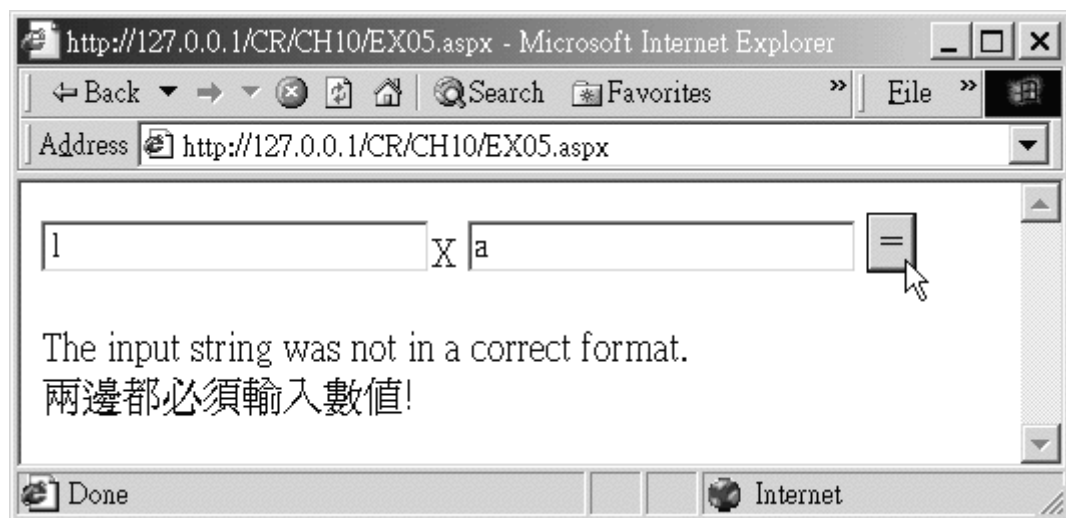 http://127.0.0.1/CR/CH10/EX05.aspx - Microsoft Internet Explorer
Back Search Favorites » File »
Address http://127.0.0.1/CR/CH10/EX05.aspx
1 X a =
The input string was not in a correct format.
兩邊都必須輸入數值!
Done Internet